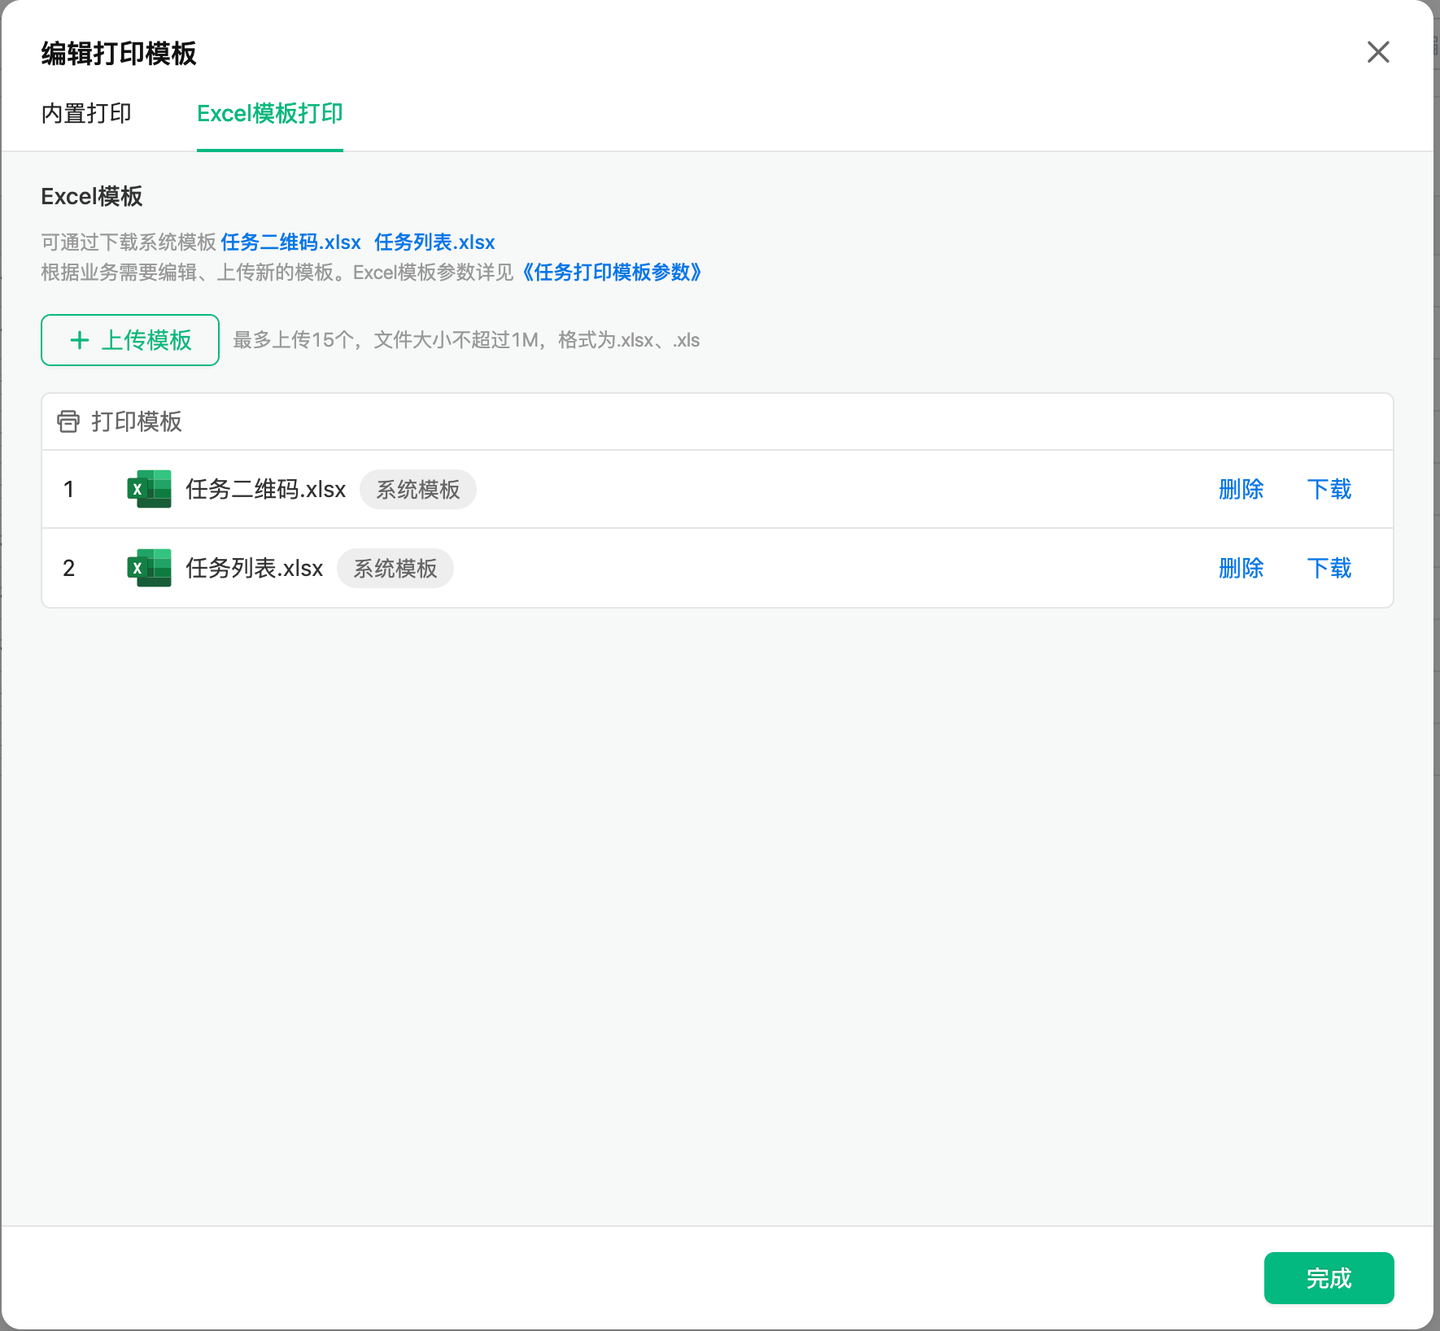 编辑打印模板
内置打印 Excel模板打印
Excel模板
可通过下载系统模板 任务二维码.xlsx 任务列表.xlsx
根据业务需要编辑、上传新的模板。Excel模板参数详见《任务打印模板参数》
+ 上传模板 最多上传15个，文件大小不超过1M，格式为.xlsx、.xls
打印模板
1 任务二维码.xlsx 系统模板 删除 下载
2 任务列表.xlsx 系统模板 删除 下载
完成